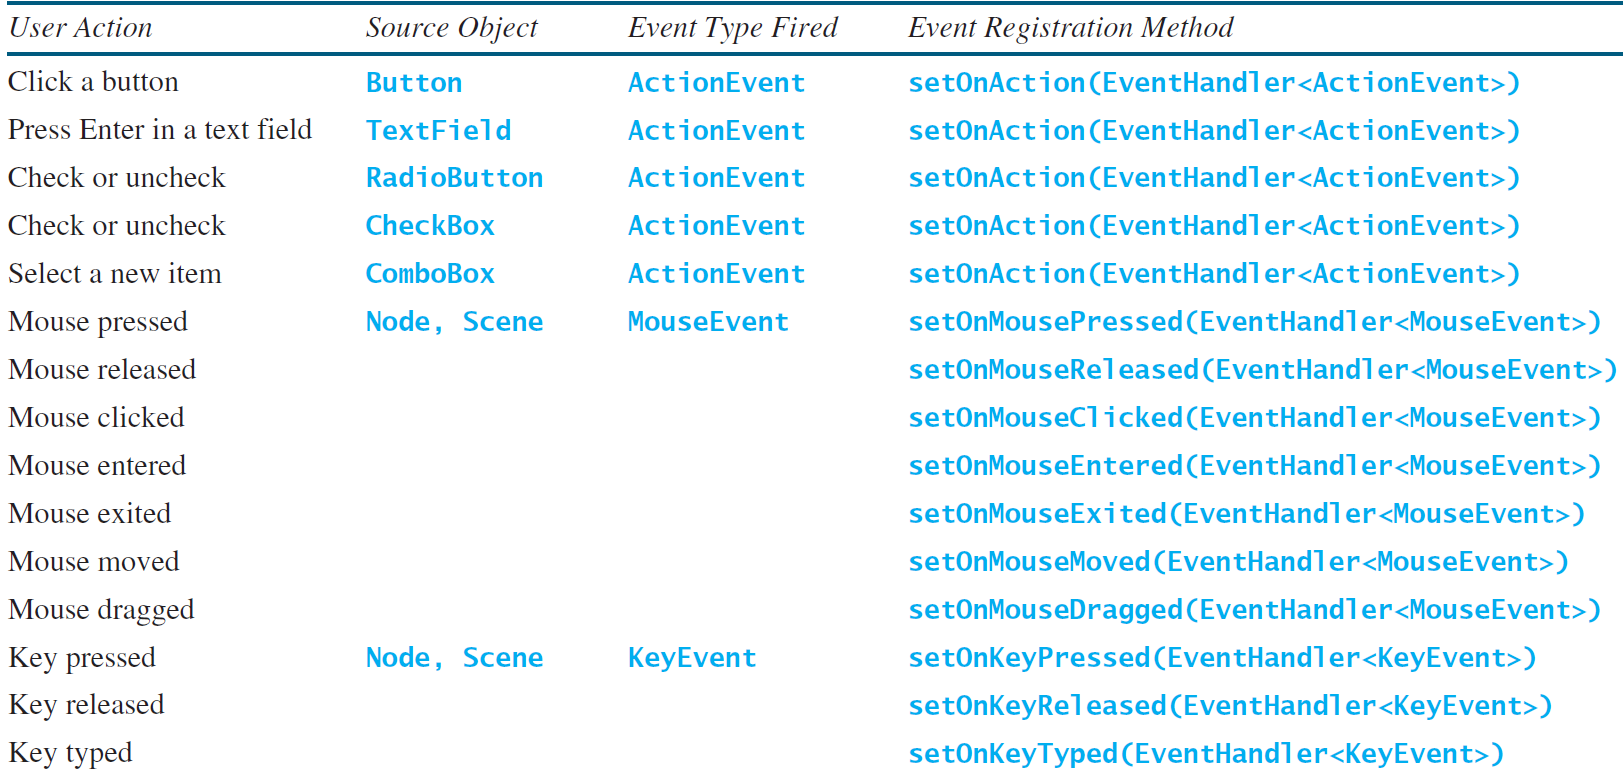 User Action Source Object Event Type Fired Event Registration Method
Click a button Button ActionEvent setOnAction(EventHandler<ActionEvent>)
Press Enter in a text field TextField ActionEvent setOnAction(EventHandler<ActionEvent>)
Check or uncheck RadioButton ActionEvent setOnAction(EventHandler<ActionEvent>)
Check or uncheck CheckBox ActionEvent setOnAction(EventHandler<ActionEvent>)
Select a new item ComboBox ActionEvent setOnAction(EventHandler<ActionEvent>)
Mouse pressed Node, Scene MouseEvent setOnMousePressed(EventHandler<MouseEvent>)
Mouse released setOnMouseReleased(EventHandler<MouseEvent>)
Mouse clicked setOnMouseClicked(EventHandler<MouseEvent>)
Mouse entered setOnMouseEntered(EventHandler<MouseEvent>)
Mouse exited setOnMouseExited(EventHandler<MouseEvent>)
Mouse moved setOnMouseMoved(EventHandler<MouseEvent>)
Mouse dragged setOnMouseDragged(EventHandler<MouseEvent>)
Key pressed Node, Scene KeyEvent setOnKeyPressed(EventHandler<KeyEvent>)
Key released setOnKeyReleased(EventHandler<KeyEvent>)
Key typed setOnKeyTyped(EventHandler<KeyEvent>)